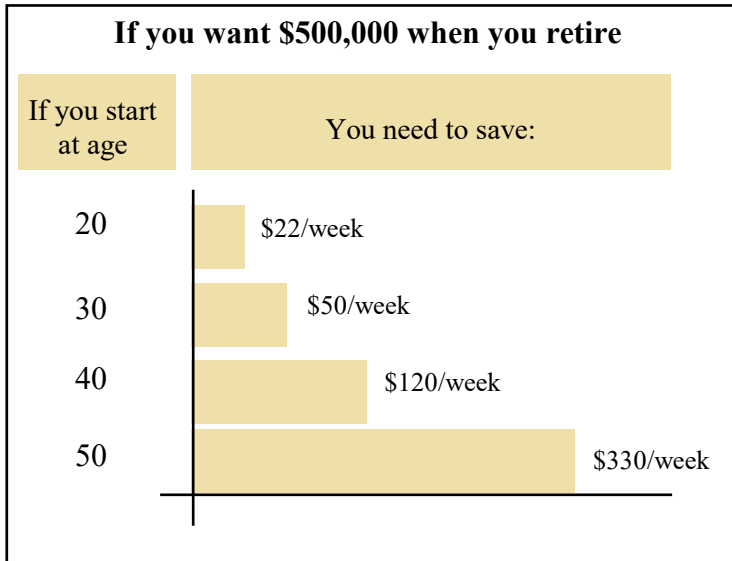 If you want $500,000 when you retire
If you start
at age
You need to save:
20
$22/week
30
$50/week
40
$120/week
50
$330/week